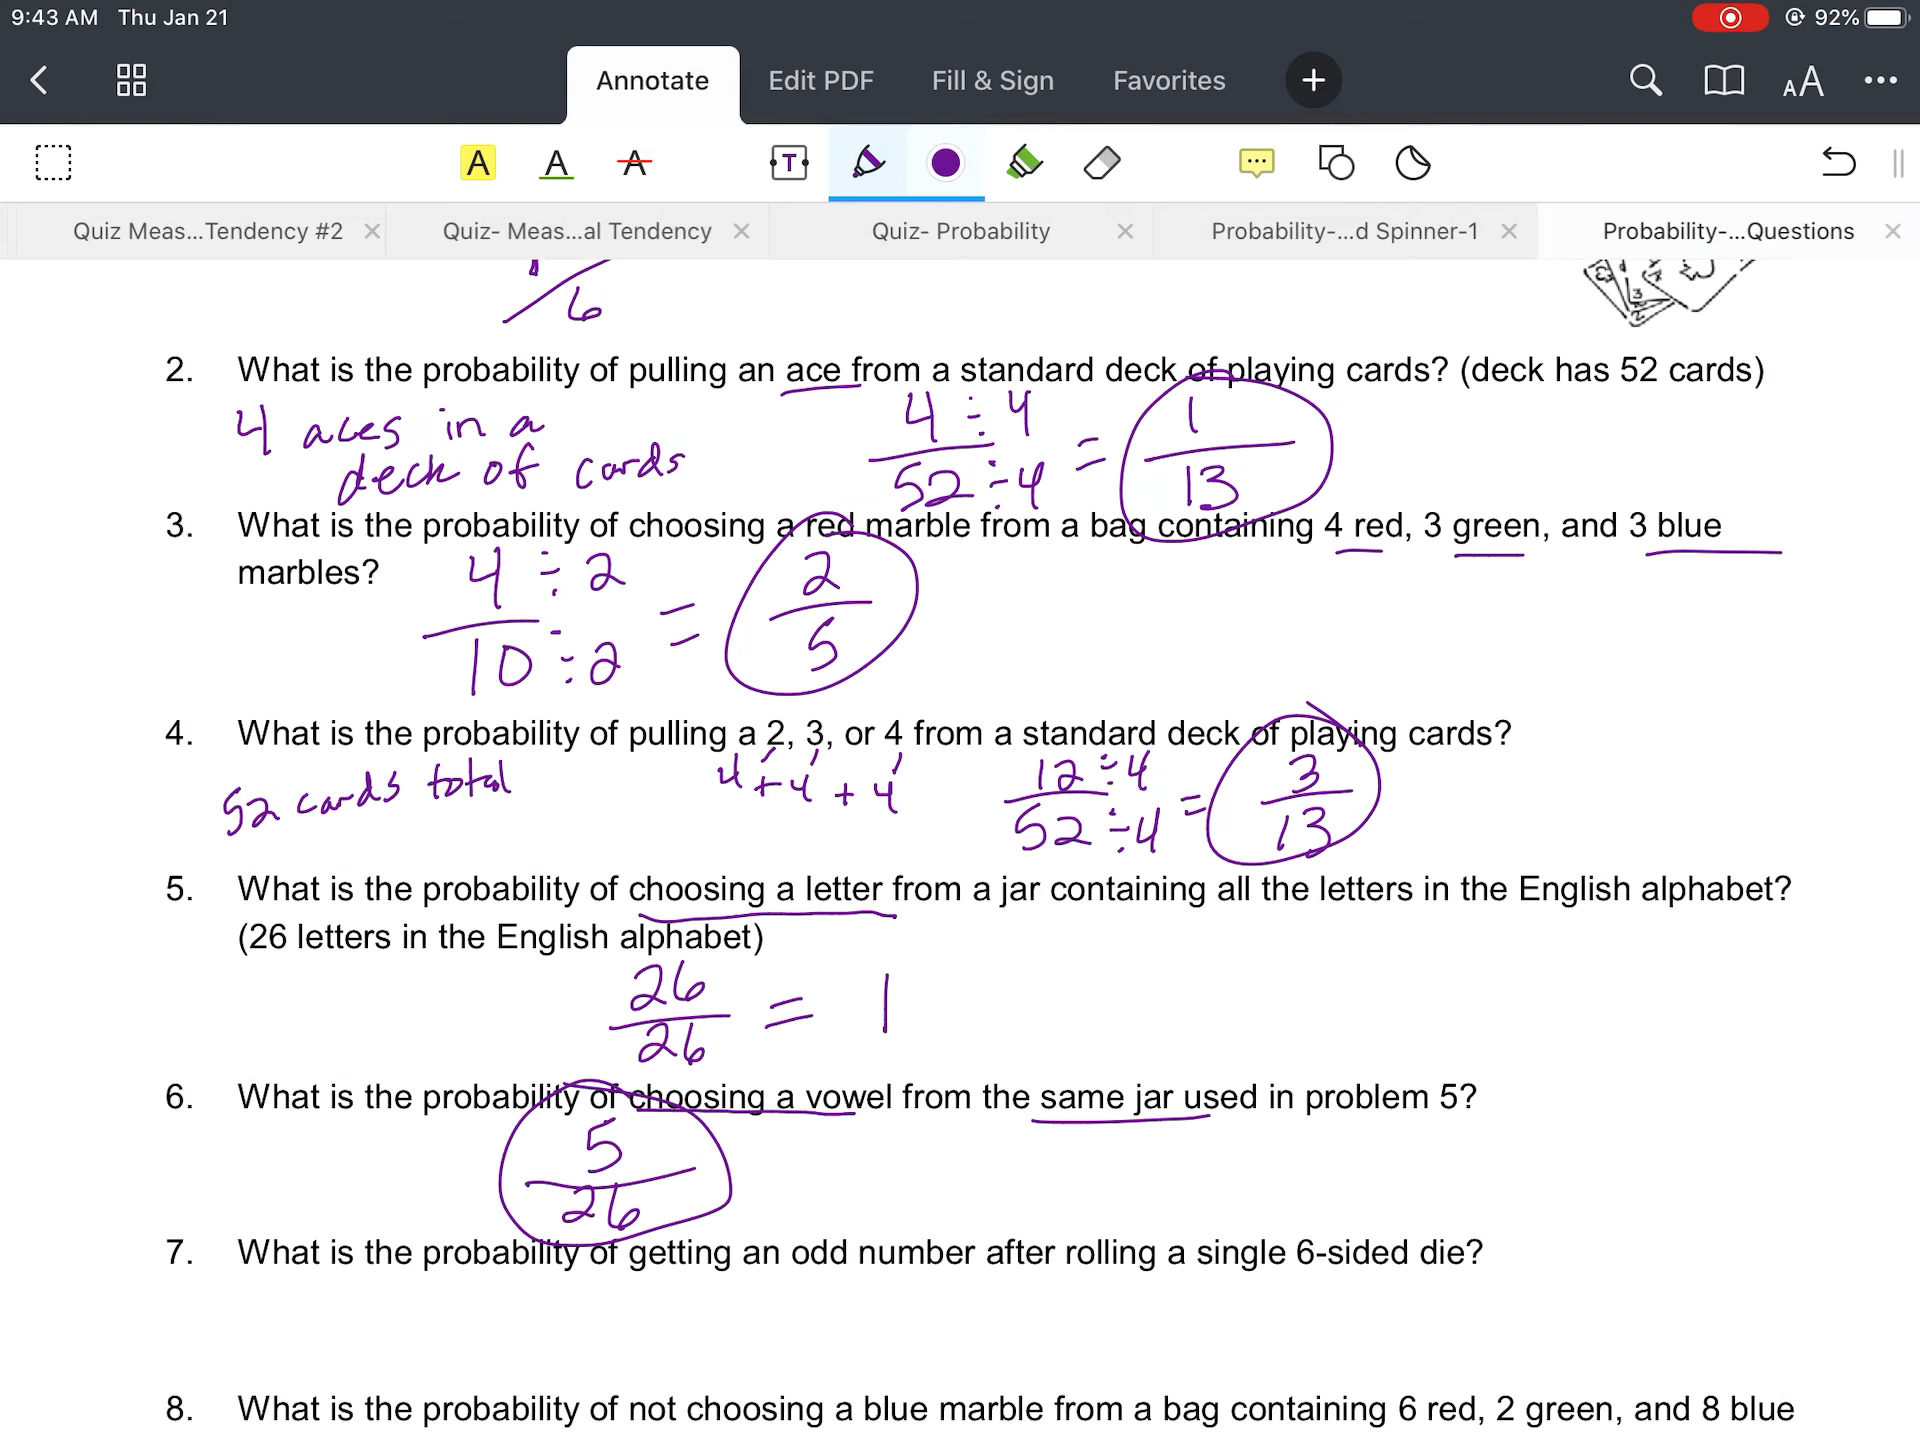 9:43 AM Thu Jan 21
92%
Annotate Edit PDF Fill & Sign Favorites +
AA
A A A T
Quiz Meas...Tendency #2 × Quiz- Meas...al Tendency × Quiz- Probability × Probability-...d Spinner-1 × Probability-...Questions ×
/6
2. What is the probability of pulling an ace from a standard deck of playing cards? (deck has 52 cards)
4 aces in a
deck of cards
4 ÷ 4 / 52 ÷ 4 = 1/13
3. What is the probability of choosing a red marble from a bag containing 4 red, 3 green, and 3 blue
marbles?
4 ÷ 2 / 10 ÷ 2 = 2/5
4. What is the probability of pulling a 2, 3, or 4 from a standard deck of playing cards?
52 cards total 4 + 4 + 4 12 ÷ 4 / 52 ÷ 4 = 3/13
5. What is the probability of choosing a letter from a jar containing all the letters in the English alphabet?
(26 letters in the English alphabet)
26/26 = 1
6. What is the probability of choosing a vowel from the same jar used in problem 5?
5/26
7. What is the probability of getting an odd number after rolling a single 6-sided die?
8. What is the probability of not choosing a blue marble from a bag containing 6 red, 2 green, and 8 blue